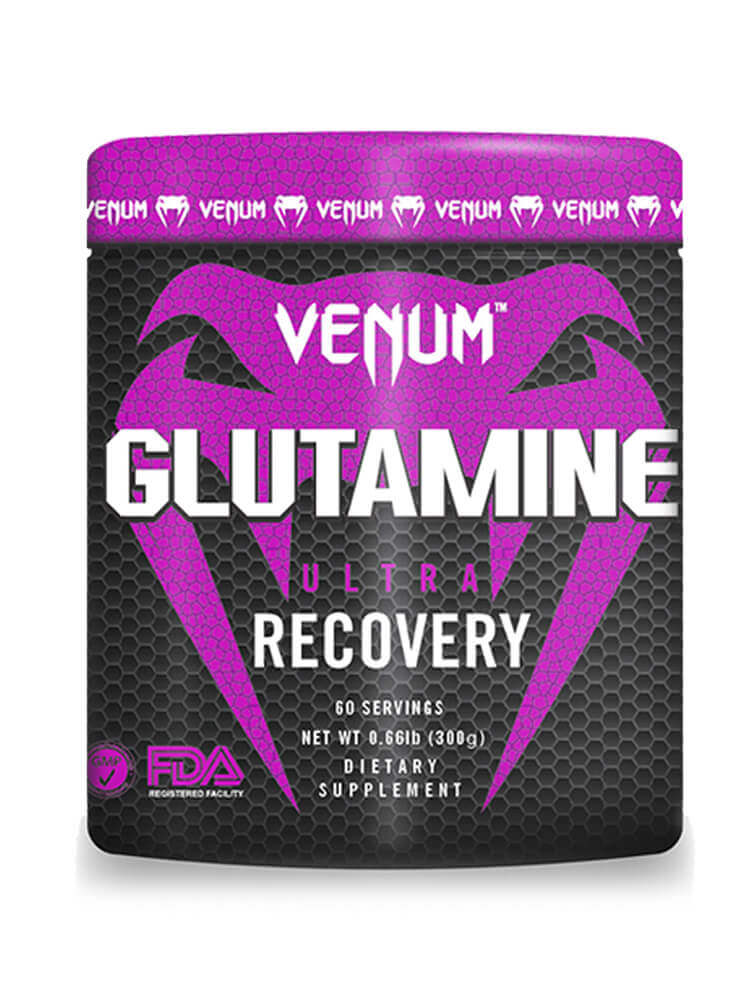 VENUM VENUM VENUM VENUM VENUM V
VENUM™
GLUTAMINE
ULTRA
RECOVERY
60 SERVINGS
NET WT 0.66lb (300g)
DIETARY
SUPPLEMENT
FDA
REGISTERED FACILITY